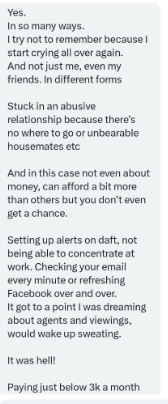 Yes.
In so many ways.
I try not to remember because I
start crying all over again.
And not just me, even my
friends. In different forms

Stuck in an abusive
relationship because there's
no where to go or unbearable
housemates etc

And in this case not even about
money, can afford a bit more
than others but you don't even
get a chance.

Setting up alerts on daft, not
being able to concentrate at
work. Checking your email
every minute or refreshing
Facebook over and over.
It got to a point I was dreaming
about agents and viewings,
would wake up sweating.

It was hell!

Paying just below 3k a month